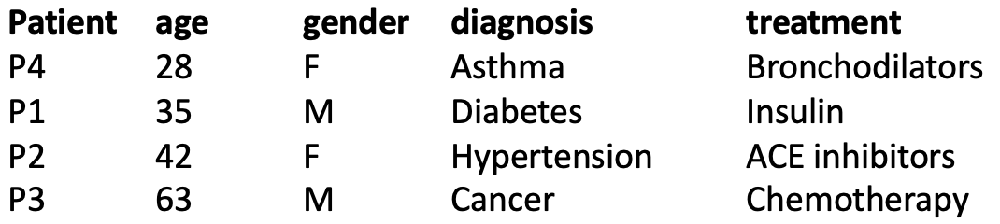 Patient age gender diagnosis treatment
P4 28 F Asthma Bronchodilators
P1 35 M Diabetes Insulin
P2 42 F Hypertension ACE inhibitors
P3 63 M Cancer Chemotherapy